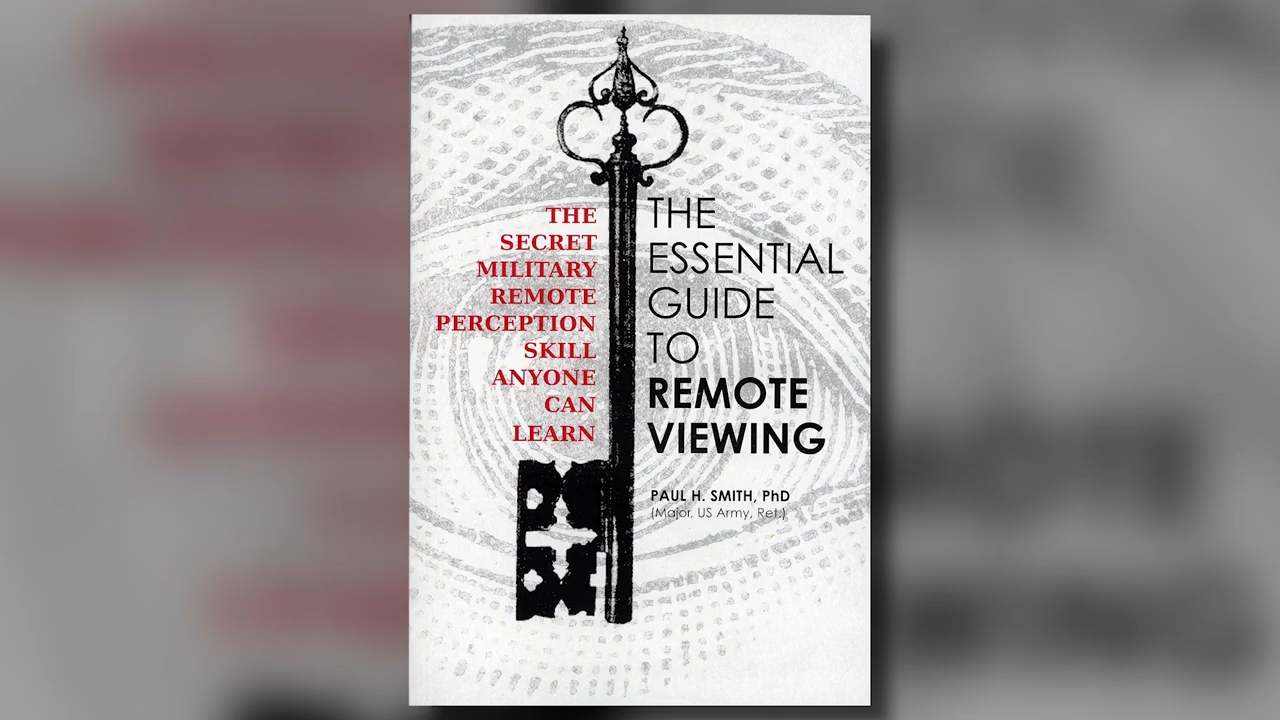 THE
SECRET
MILITARY
REMOTE
PERCEPTION
SKILL
ANYONE
CAN
LEARN
THE
ESSENTIAL
GUIDE
TO
REMOTE
VIEWING
PAUL H. SMITH, PhD
(Major, US Army, Ret.)